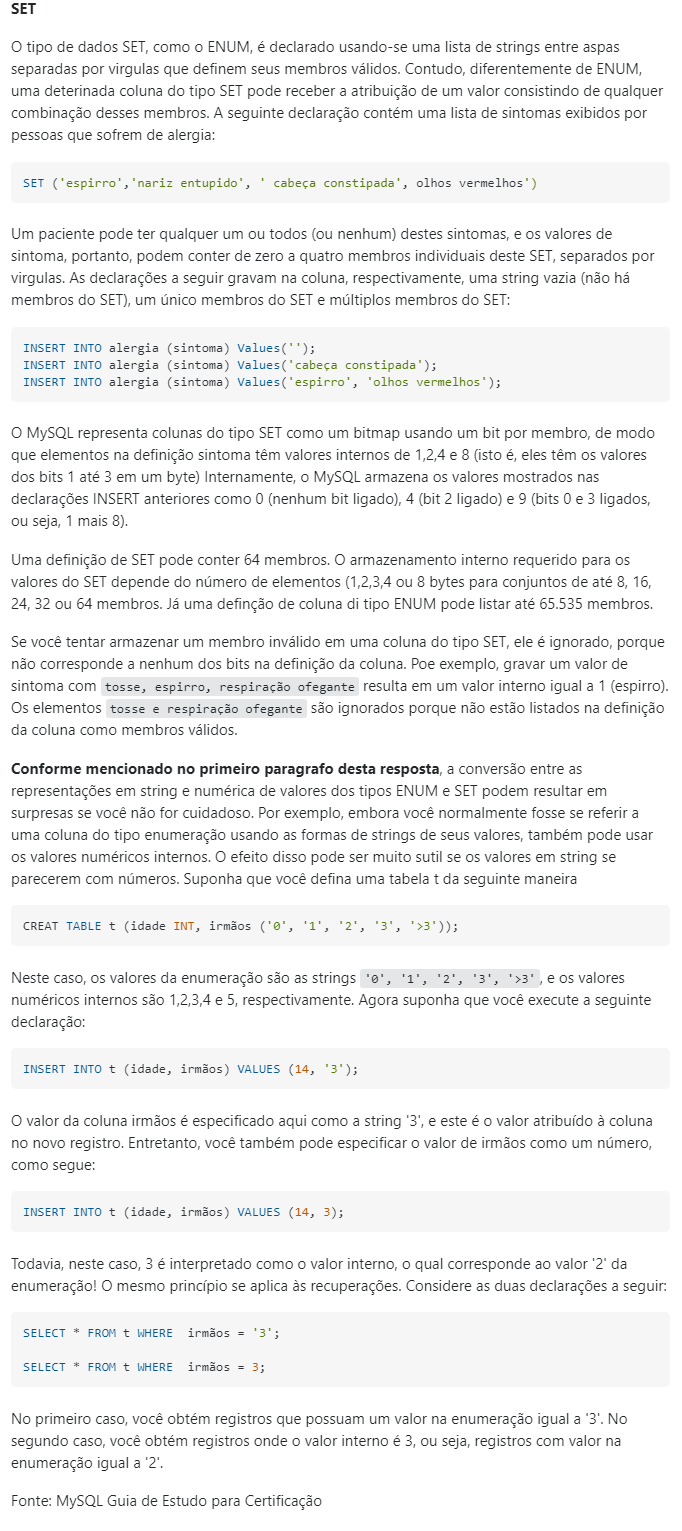 SET
O tipo de dados SET, como o ENUM, é declarado usando-se uma lista de strings entre aspas
separadas por virgulas que definem seus membros válidos. Contudo, diferentemente de ENUM,
uma deterinada coluna do tipo SET pode receber a atribuição de um valor consistindo de qualquer
combinação desses membros. A seguinte declaração contém uma lista de sintomas exibidos por
pessoas que sofrem de alergia:
SET ('espirro','nariz entupido', ' cabeça constipada', olhos vermelhos')
Um paciente pode ter qualquer um ou todos (ou nenhum) destes sintomas, e os valores de
sintoma, portanto, podem conter de zero a quatro membros individuais deste SET, separados por
virgulas. As declarações a seguir gravam na coluna, respectivamente, uma string vazia (não há
membros do SET), um único membros do SET e múltiplos membros do SET:
INSERT INTO alergia (sintoma) Values('');
INSERT INTO alergia (sintoma) Values('cabeça constipada');
INSERT INTO alergia (sintoma) Values('espirro', 'olhos vermelhos');
O MySQL representa colunas do tipo SET como um bitmap usando um bit por membro, de modo
que elementos na definição sintoma têm valores internos de 1,2,4 e 8 (isto é, eles têm os valores
dos bits 1 até 3 em um byte) Internamente, o MySQL armazena os valores mostrados nas
declarações INSERT anteriores como 0 (nenhum bit ligado), 4 (bit 2 ligado) e 9 (bits 0 e 3 ligados,
ou seja, 1 mais 8).
Uma definição de SET pode conter 64 membros. O armazenamento interno requerido para os
valores do SET depende do número de elementos (1,2,3,4 ou 8 bytes para conjuntos de até 8, 16,
24, 32 ou 64 membros. Já uma definção de coluna di tipo ENUM pode listar até 65.535 membros.
Se você tentar armazenar um membro inválido em uma coluna do tipo SET, ele é ignorado, porque
não corresponde a nenhum dos bits na definição da coluna. Poe exemplo, gravar um valor de
sintoma com tosse, espirro, respiração ofegante resulta em um valor interno igual a 1 (espirro).
Os elementos tosse e respiração ofegante são ignorados porque não estão listados na definição
da coluna como membros válidos.
Conforme mencionado no primeiro paragrafo desta resposta, a conversão entre as
representações em string e numérica de valores dos tipos ENUM e SET podem resultar em
surpresas se você não for cuidadoso. Por exemplo, embora você normalmente fosse se referir a
uma coluna do tipo enumeração usando as formas de strings de seus valores, também pode usar
os valores numéricos internos. O efeito disso pode ser muito sutil se os valores em string se
parecerem com números. Suponha que você defina uma tabela t da seguinte maneira
CREAT TABLE t (idade INT, irmãos ('0', '1', '2', '3', '>3'));
Neste caso, os valores da enumeração são as strings '0', '1', '2', '3', '>3', e os valores
numéricos internos são 1,2,3,4 e 5, respectivamente. Agora suponha que você execute a seguinte
declaração:
INSERT INTO t (idade, irmãos) VALUES (14, '3');
O valor da coluna irmãos é especificado aqui como a string '3', e este é o valor atribuído à coluna
no novo registro. Entretanto, você também pode especificar o valor de irmãos como um número,
como segue:
INSERT INTO t (idade, irmãos) VALUES (14, 3);
Todavia, neste caso, 3 é interpretado como o valor interno, o qual corresponde ao valor '2' da
enumeração! O mesmo princípio se aplica às recuperações. Considere as duas declarações a seguir:
SELECT * FROM t WHERE  irmãos = '3';
SELECT * FROM t WHERE  irmãos = 3;
No primeiro caso, você obtém registros que possuam um valor na enumeração igual a '3'. No
segundo caso, você obtém registros onde o valor interno é 3, ou seja, registros com valor na
enumeração igual a '2'.
Fonte: MySQL Guia de Estudo para Certificação